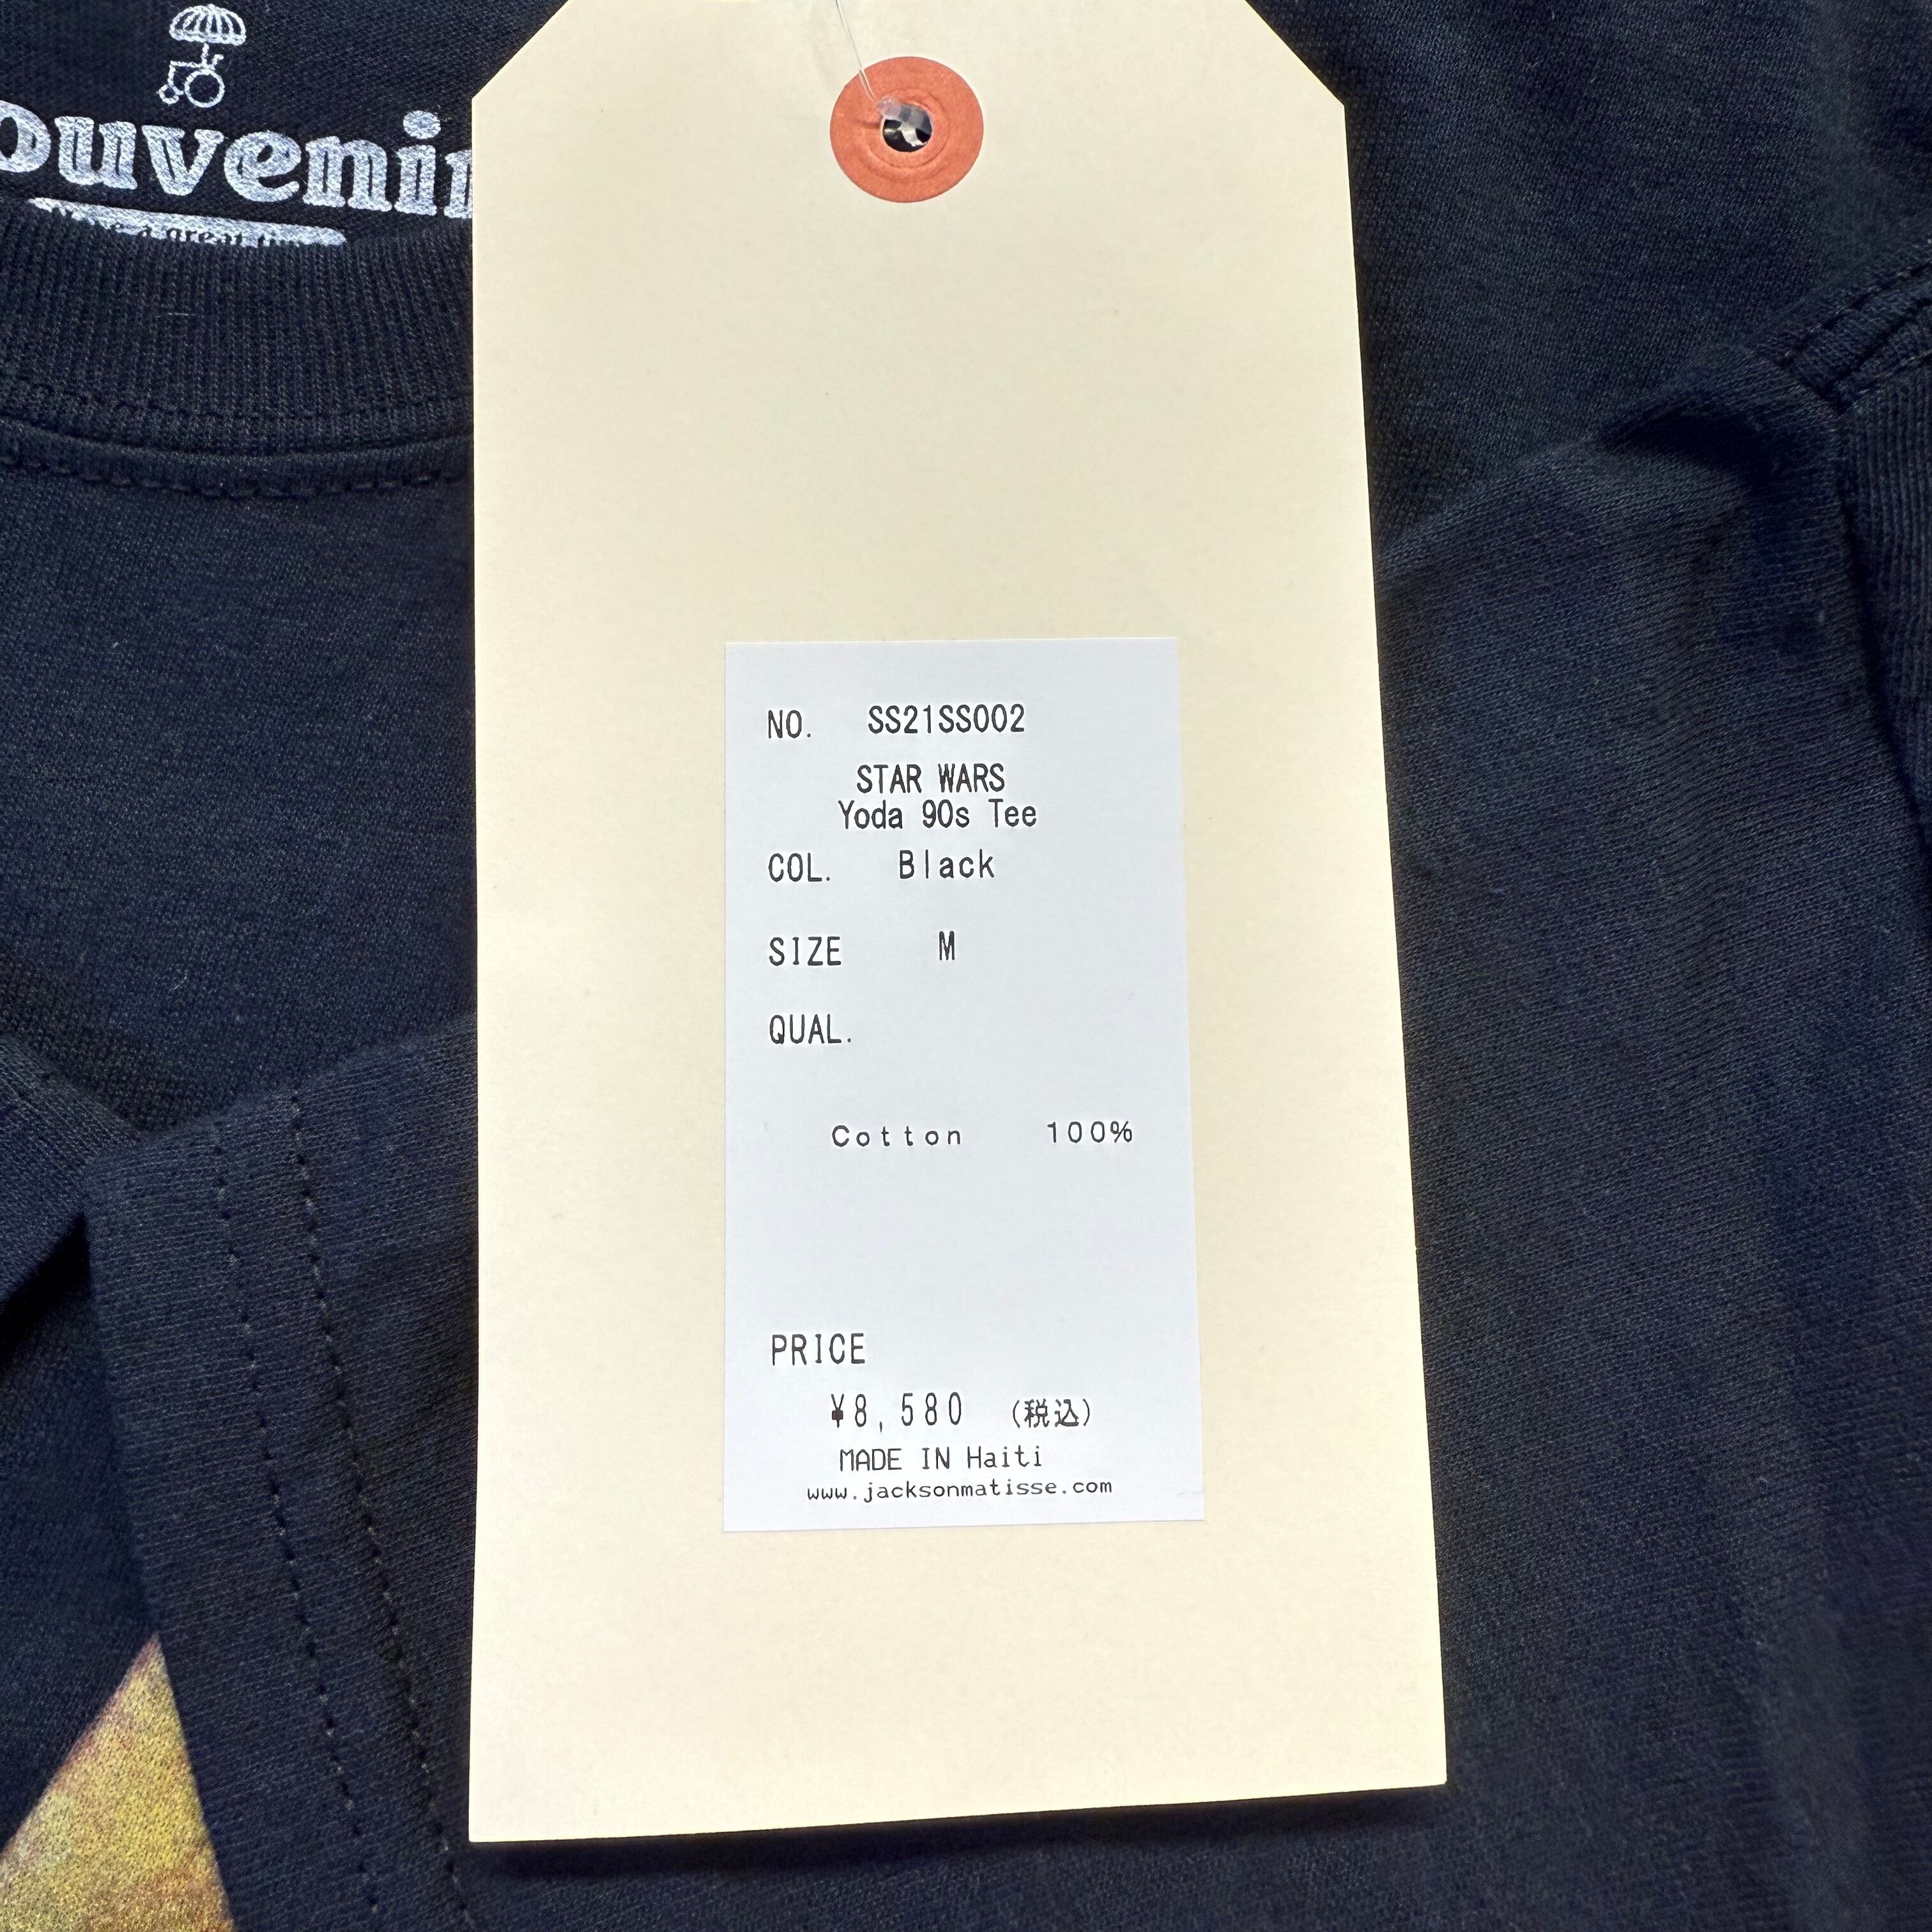 ouvenir
a great
NO. SS21SS002
STAR WARS
Yoda 90s Tee
COL. Black
SIZE M
QUAL.
Cotton 100%
PRICE
¥8,580 (税込)
MADE IN Haiti
www.jacksonmatisse.com